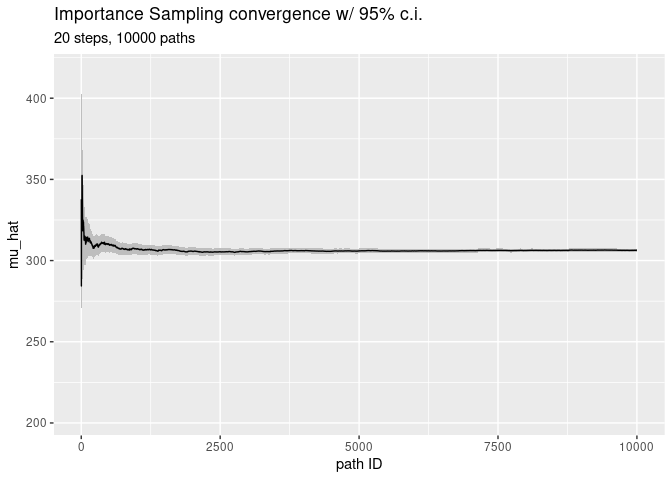 Importance Sampling convergence w/ 95% c.i.
20 steps, 10000 paths
400
350
300
250
200
mu_hat
0 2500 5000 7500 10000
path ID